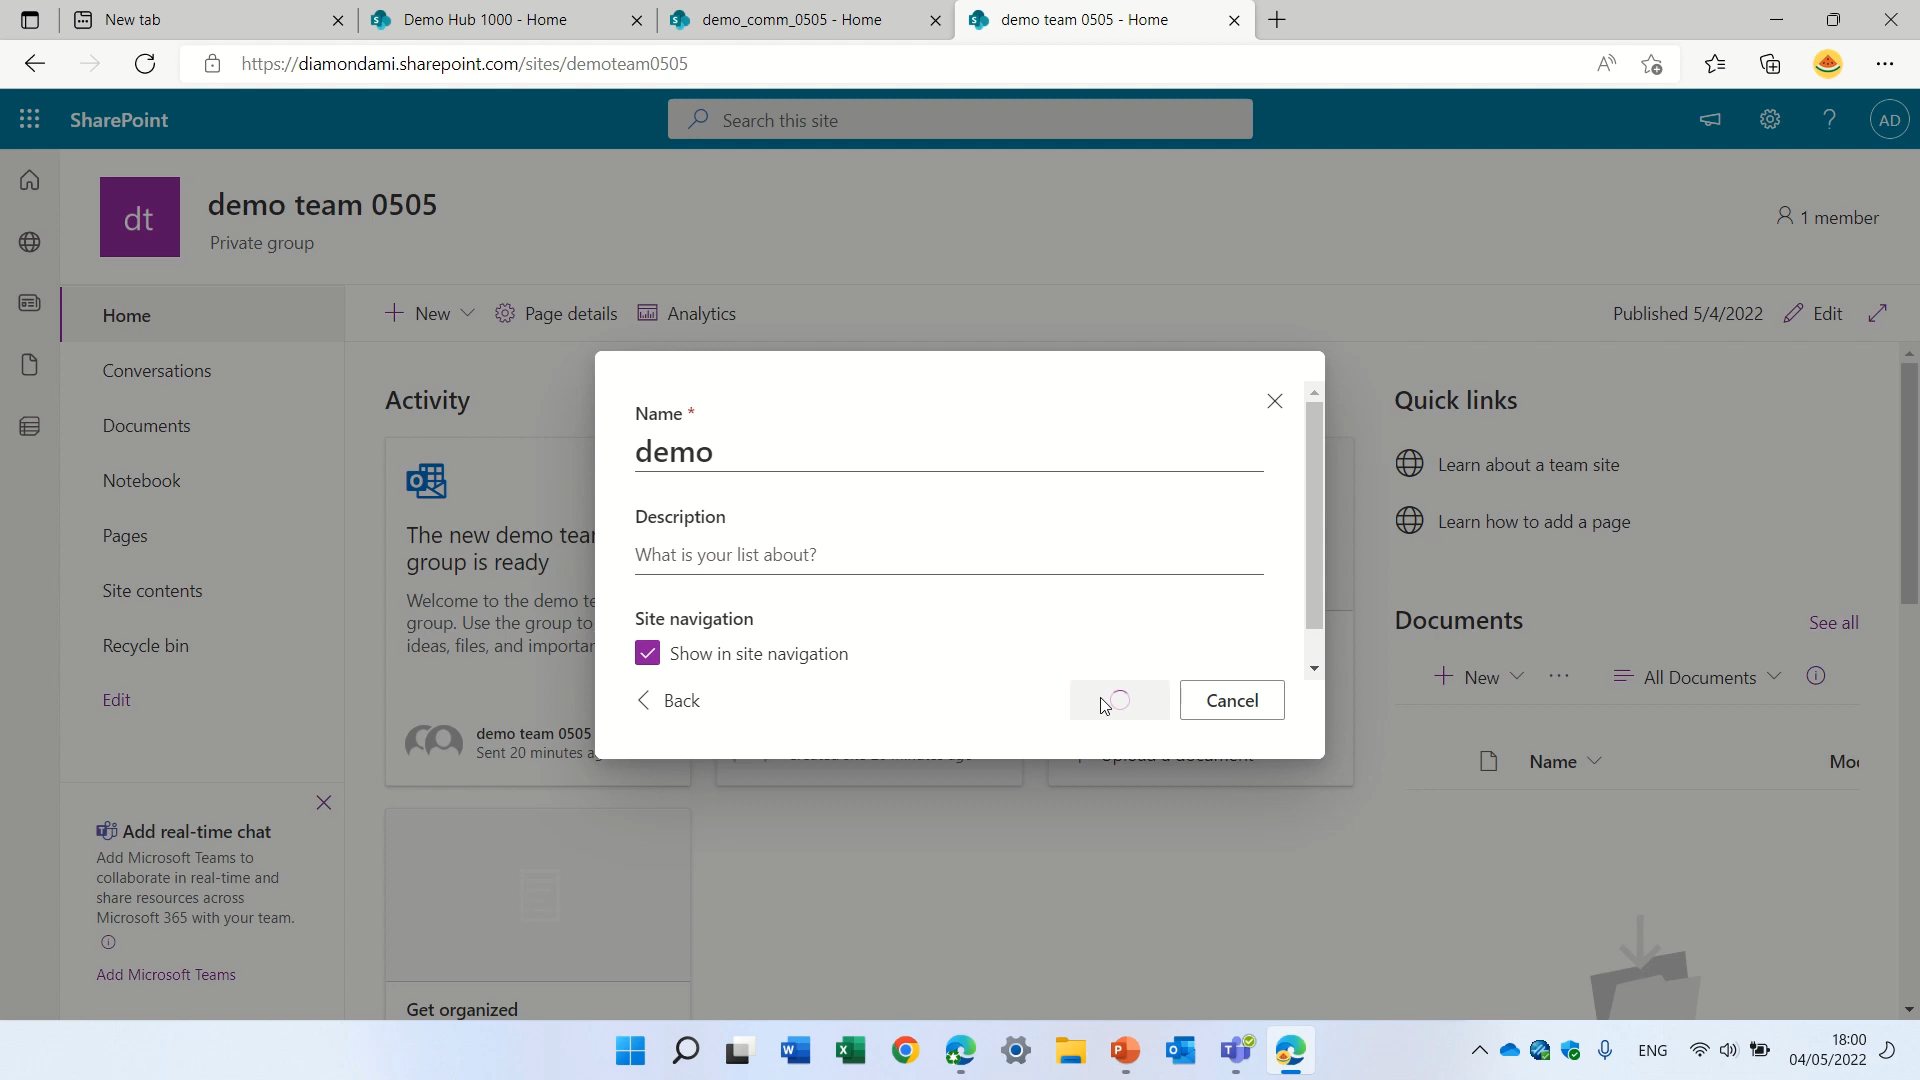 New tab
Demo Hub 1000 - Home
demo_comm_0505 - Home
demo team 0505 - Home
https://diamondami.sharepoint.com/sites/demoteam0505
SharePoint
Search this site
AD
dt
demo team 0505
Private group
1 member
Home
Conversations
Documents
Notebook
Pages
Site contents
Recycle bin
Edit
New
Page details
Analytics
Published 5/4/2022
Edit
Activity
The new demo tear
group is ready
Welcome to the demo te
group. Use the group to
ideas, files, and importar
demo team 0505
Sent 20 minutes a
Name *
demo
Description
What is your list about?
Site navigation
Show in site navigation
Back
Cancel
Quick links
Learn about a team site
Learn how to add a page
Documents
See all
New
All Documents
Name
Mo
Add real-time chat
Add Microsoft Teams to
collaborate in real-time and
share resources across
Microsoft 365 with your team.
Add Microsoft Teams
Get organized
ENG
18:00
04/05/2022